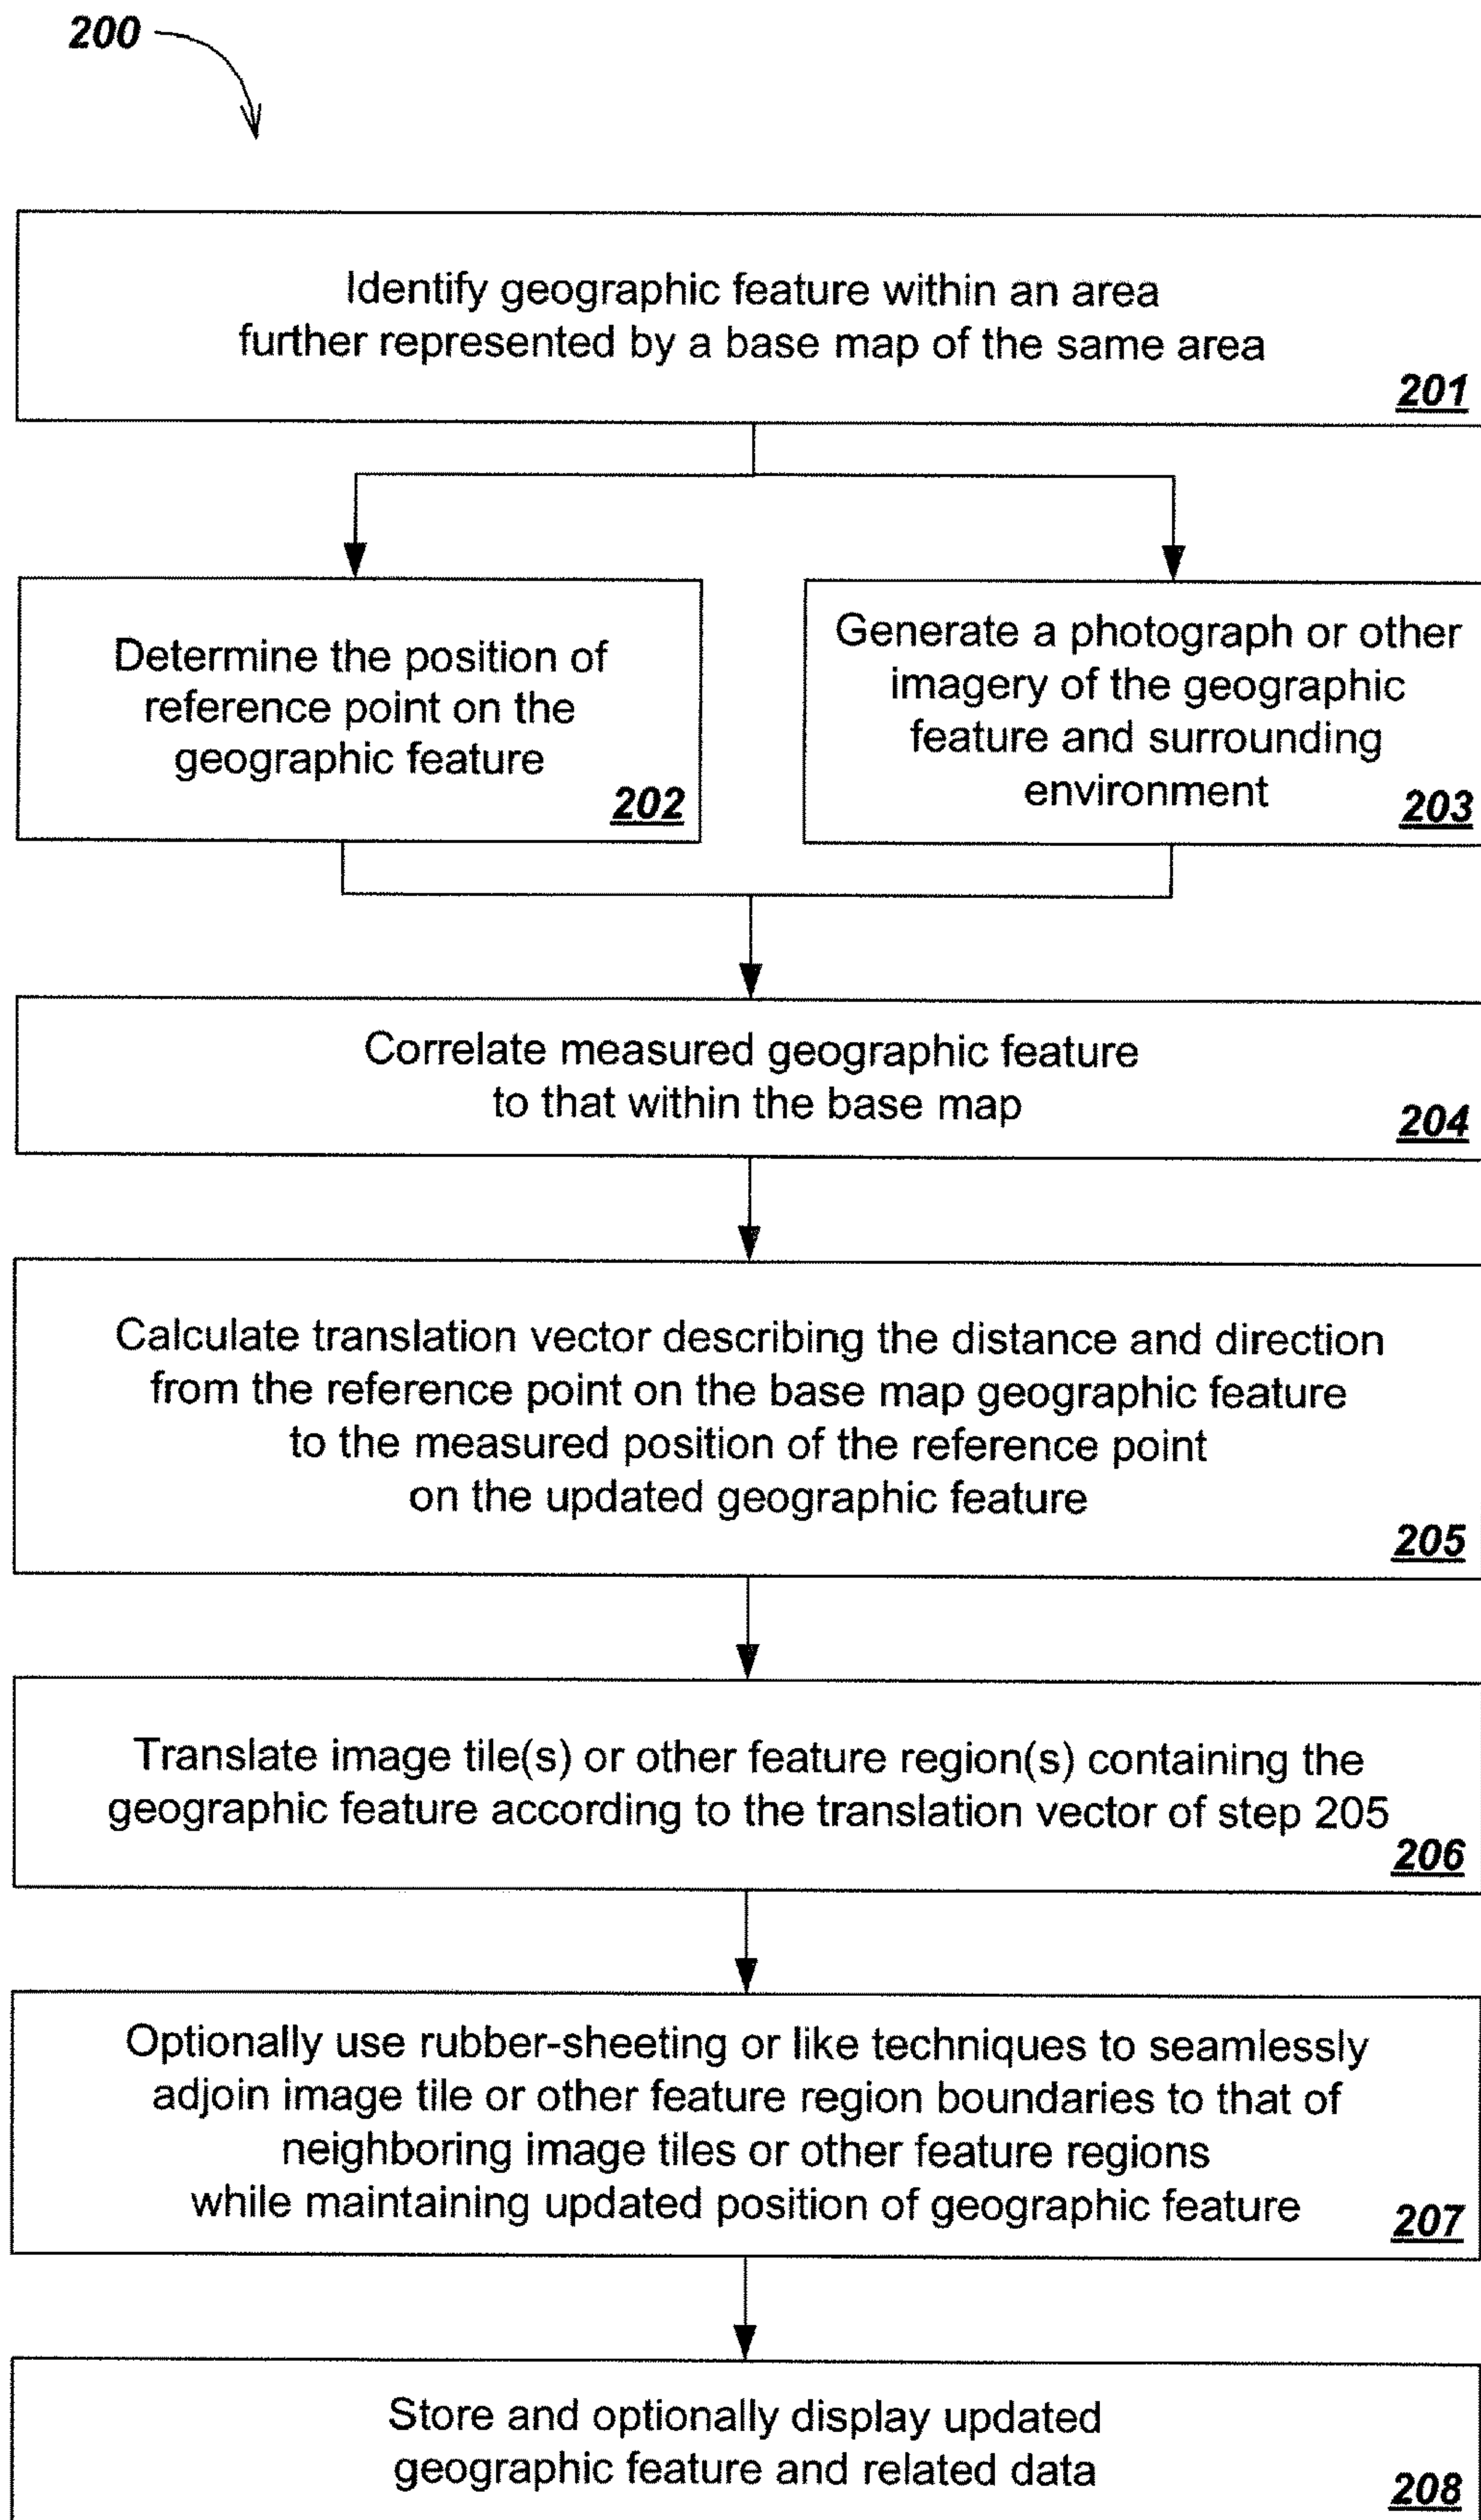 200
Identify geographic feature within an area
further represented by a base map of the same area
201
Determine the position of
reference point on the
geographic feature
202
Generate a photograph or other
imagery of the geographic
feature and surrounding
environment
203
Correlate measured geographic feature
to that within the base map
204
Calculate translation vector describing the distance and direction
from the reference point on the base map geographic feature
to the measured position of the reference point
on the updated geographic feature
205
Translate image tile(s) or other feature region(s) containing the
geographic feature according to the translation vector of step 205
206
Optionally use rubber-sheeting or like techniques to seamlessly
adjoin image tile or other feature region boundaries to that of
neighboring image tiles or other feature regions
while maintaining updated position of geographic feature
207
Store and optionally display updated
geographic feature and related data
208